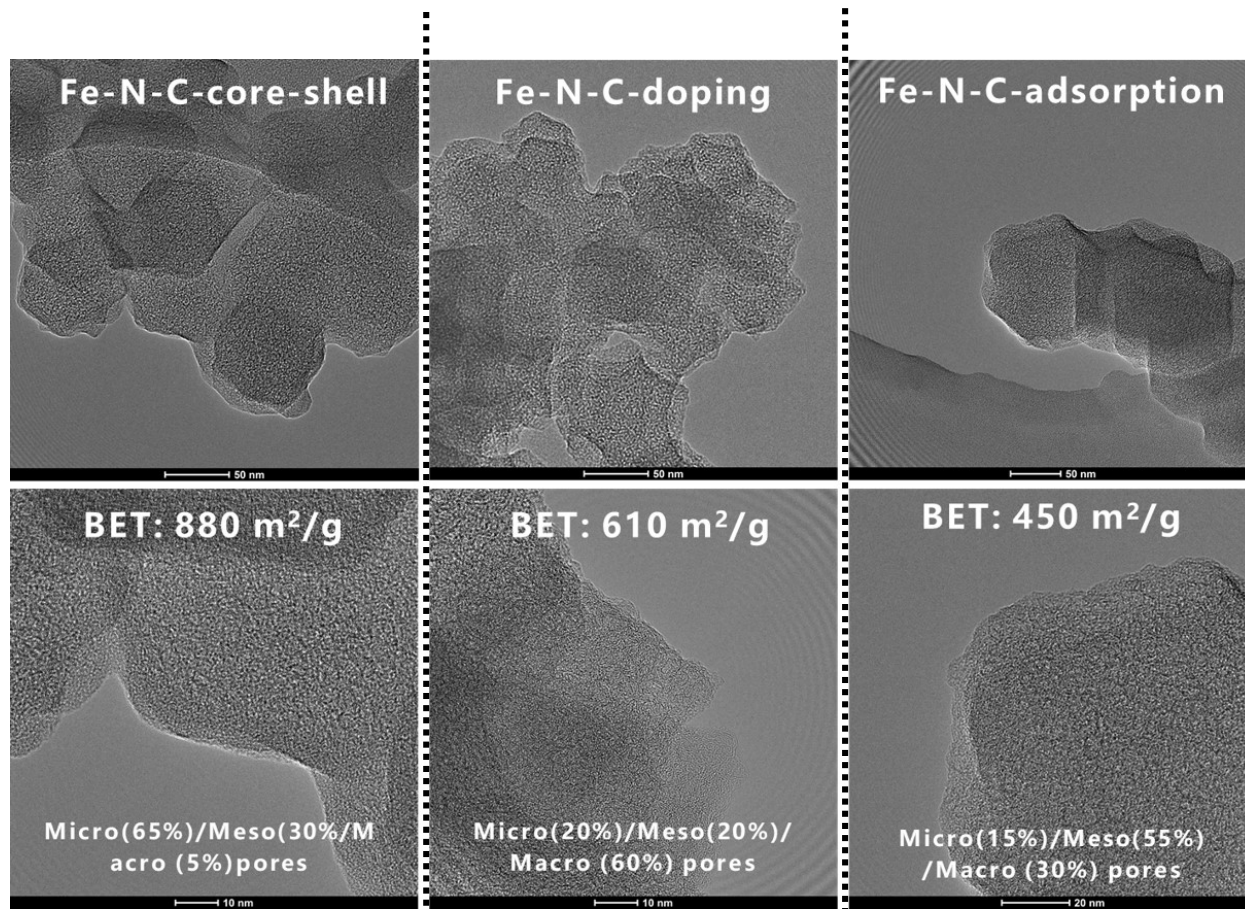 Fe-N-C-core-shell
Fe-N-C-doping
Fe-N-C-adsorption
50 nm
50 nm
50 nm
BET: 880 m²/g
BET: 610 m²/g
BET: 450 m²/g
Micro(65%)/Meso(30%/M
acro (5%)pores
Micro(20%)/Meso(20%)/
Macro (60%) pores
Micro(15%)/Meso(55%)
/Macro (30%) pores
10 nm
10 nm
20 nm